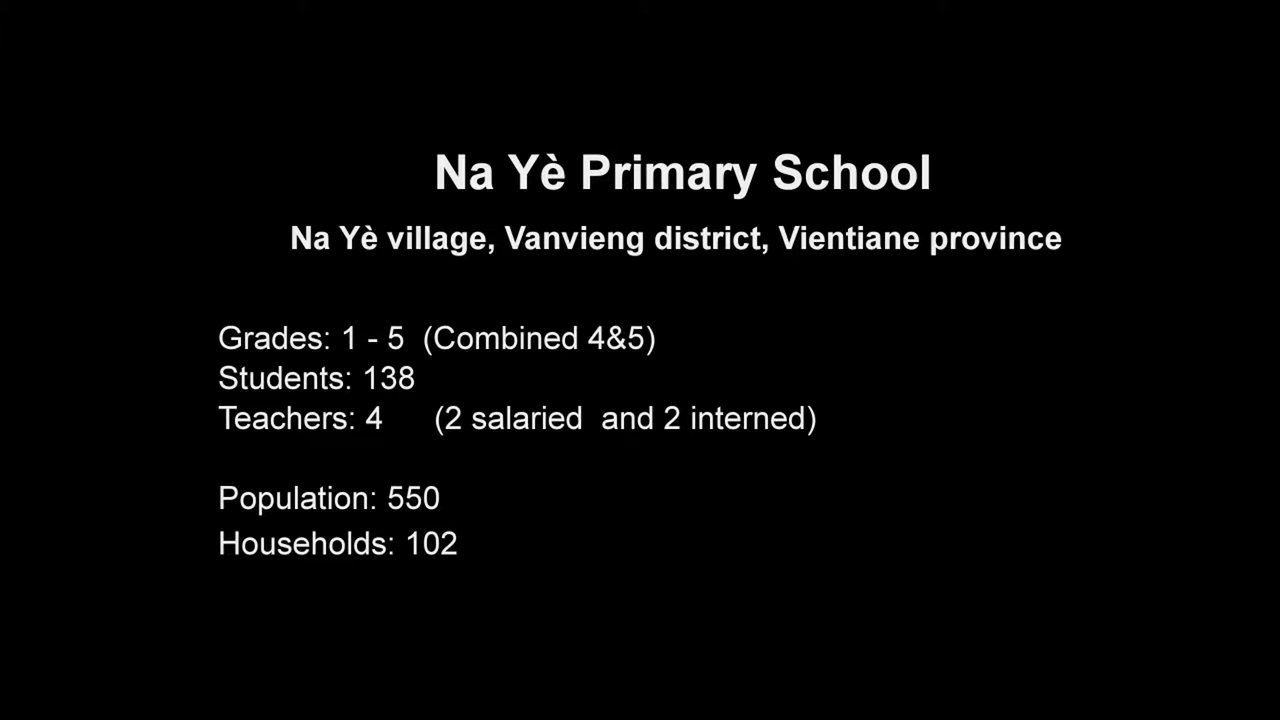 Na Yè Primary School
Na Yè village, Vanvieng district, Vientiane province
Grades: 1 - 5  (Combined 4&5)
Students: 138
Teachers: 4      (2 salaried  and 2 interned)
Population: 550
Households: 102